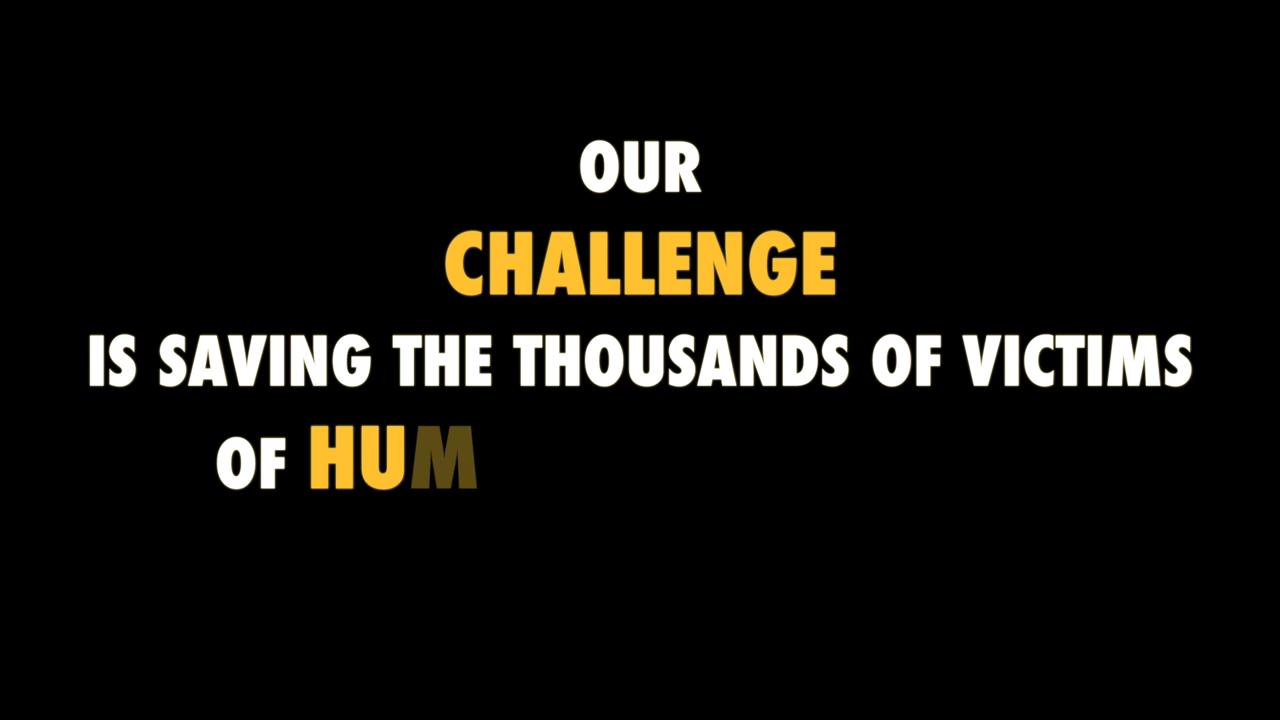 OUR
CHALLENGE
IS SAVING THE THOUSANDS OF VICTIMS
OF HUM